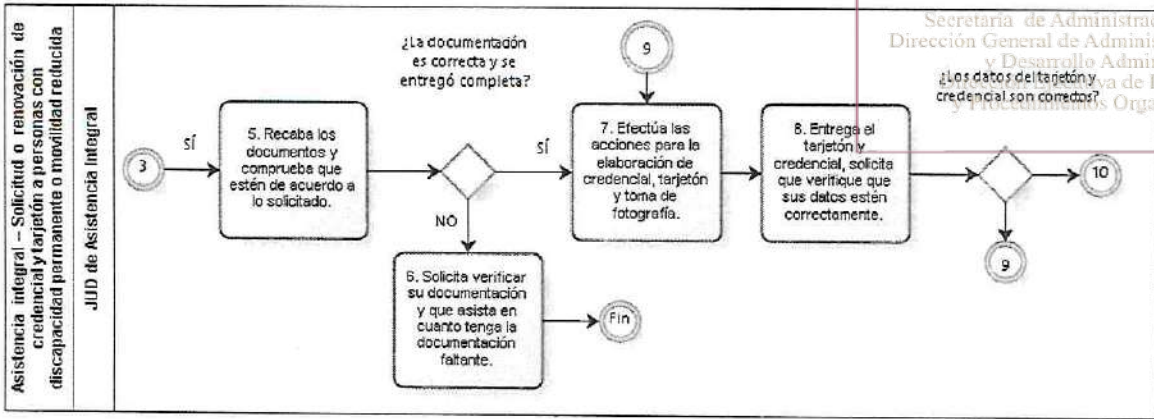 Asistencia integral – Solicitud o renovación de
credencial y tarjetón a personas con
discapacidad permanente o movilidad reducida
JUD de Asistencia Integral
3
SÍ
5. Recaba los
documentos y
comprueba que
estén de acuerdo a
lo solicitado.
¿La documentación
es correcta y se
entregó completa?
SÍ
NO
6. Solicita verificar
su documentación
y que asista en
cuanto tenga la
documentación
faltante.
Fin
9
7. Efectúa las
acciones para la
elaboración de
credencial, tarjetón
y toma de
fotografía.
8. Entrega el
tarjetón y
credencial, solicita
que verifique que
sus datos estén
correctamente.
Secretaría de Administrac
Dirección General de Adminis
y Desarrollo Admin
¿Los datos del tarjetón y
credencial son correctos?
10
9